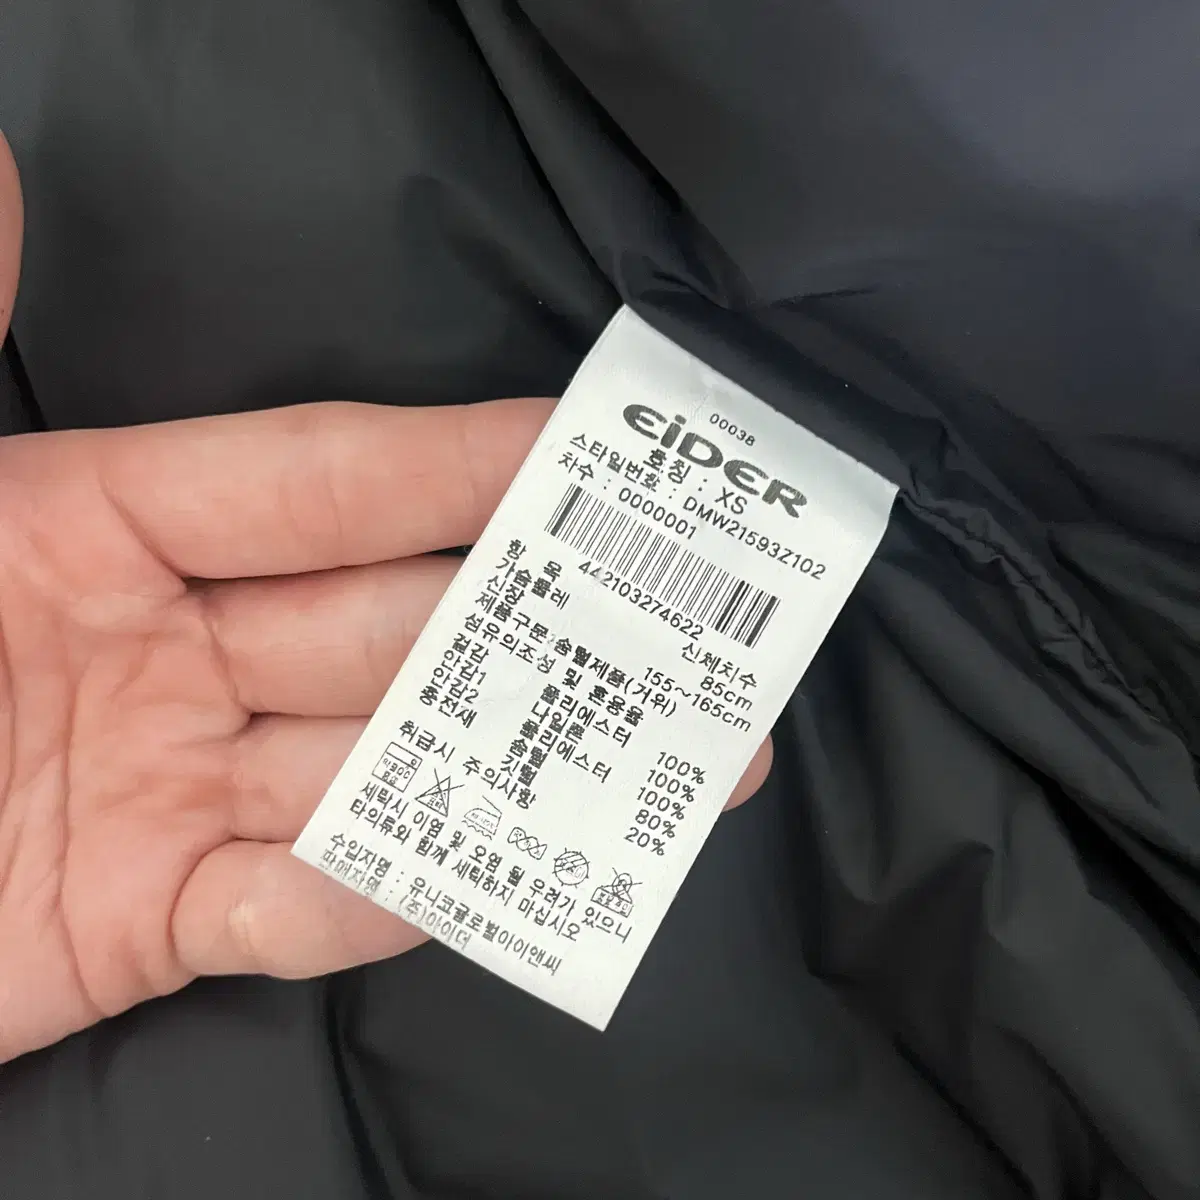 00038
EiDER
호칭 : XS
스타일번호 : DMW21593Z102
차수 : 0000001
442103274622
항 목 신체치수
가슴둘레 85cm
신장 155~165cm
제품구분:솜털제품(거위)
섬유의조성 및 혼용율
겉감 폴리에스터 100%
안감1 나일론 100%
안감2 폴리에스터 100%
충전재 솜털 80%
깃털 20%
취급시 주의사항
세탁시 이염 및 오염 될 우려가 있으니
타의류와 함께 세탁하지 마십시오
수입자명 : 유니코글로벌아이앤씨
판매자명 : (주)아이더